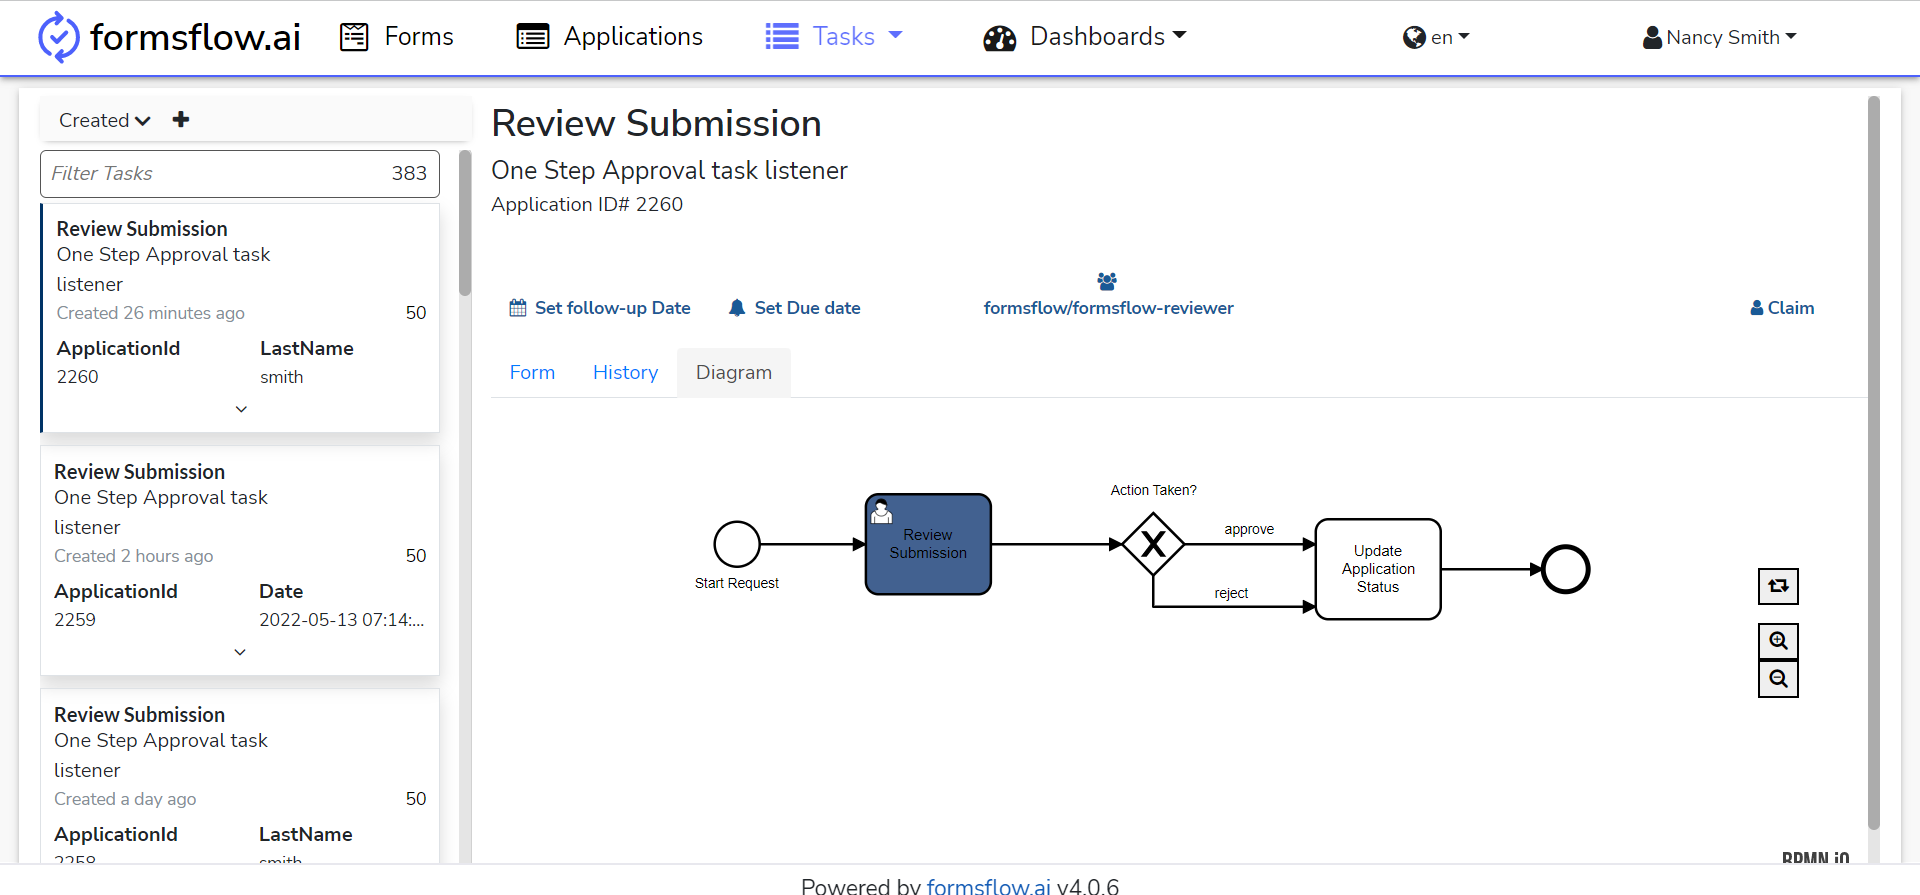 formsflow.ai Forms Applications Tasks Dashboards en Nancy Smith
Created
Filter Tasks 383
Review Submission
One Step Approval task
listener
Created 26 minutes ago 50
ApplicationId LastName
2260 smith
Review Submission
One Step Approval task
listener
Created 2 hours ago 50
ApplicationId Date
2259 2022-05-13 07:14:...
Review Submission
One Step Approval task
listener
Created a day ago 50
ApplicationId LastName
2258 smith
Review Submission
One Step Approval task listener
Application ID# 2260
Set follow-up Date Set Due date formsflow/formsflow-reviewer Claim
Form History Diagram
Start Request
Review
Submission
Action Taken?
X
approve
reject
Update
Application
Status
BPMN.iO
Powered by formsflow.ai v4.0.6